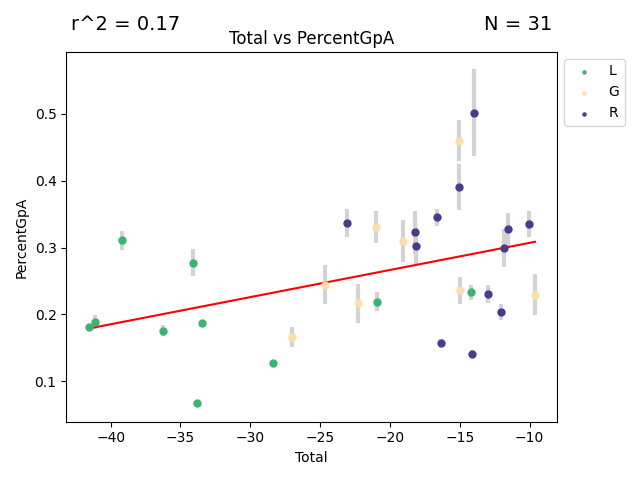 r^2 = 0.17
N = 31
Total vs PercentGpA
L
G
R
0.5
0.4
0.3
0.2
0.1
PercentGpA
−40
−35
−30
−25
−20
−15
−10
Total